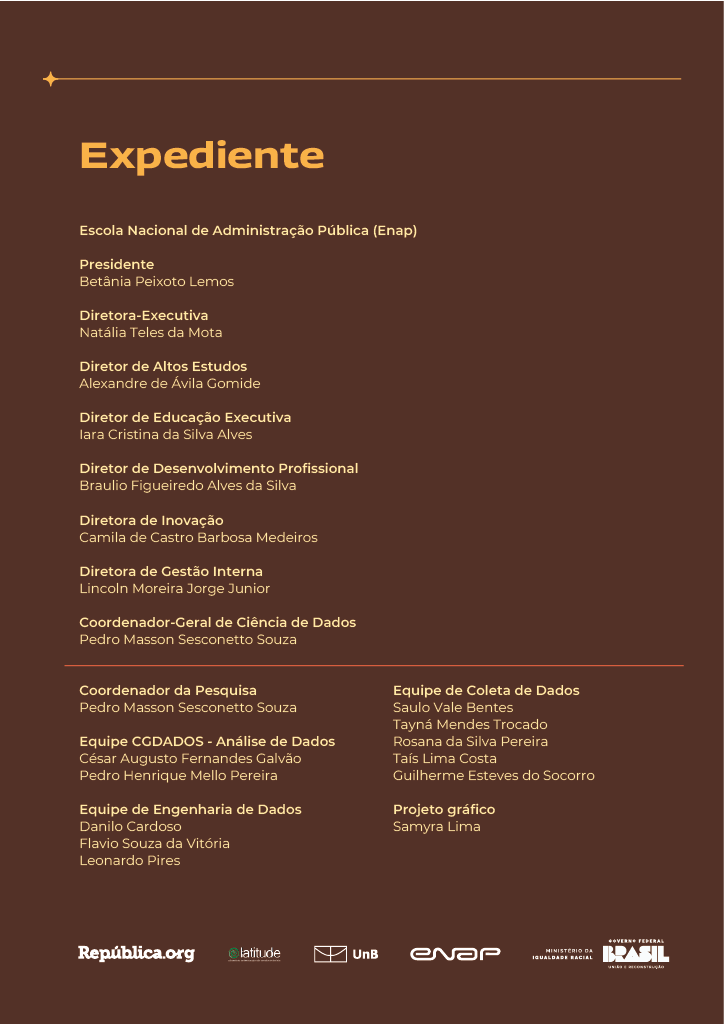 Expediente
Escola Nacional de Administração Pública (Enap)
Presidente
Betânia Peixoto Lemos
Diretora-Executiva
Natália Teles da Mota
Diretor de Altos Estudos
Alexandre de Ávila Gomide
Diretor de Educação Executiva
Iara Cristina da Silva Alves
Diretor de Desenvolvimento Profissional
Braulio Figueiredo Alves da Silva
Diretora de Inovação
Camila de Castro Barbosa Medeiros
Diretora de Gestão Interna
Lincoln Moreira Jorge Junior
Coordenador-Geral de Ciência de Dados
Pedro Masson Sesconetto Souza
Coordenador da Pesquisa
Pedro Masson Sesconetto Souza
Equipe CGDADOS - Análise de Dados
César Augusto Fernandes Galvão
Pedro Henrique Mello Pereira
Equipe de Engenharia de Dados
Danilo Cardoso
Flavio Souza da Vitória
Leonardo Pires
Equipe de Coleta de Dados
Saulo Vale Bentes
Tayná Mendes Trocado
Rosana da Silva Pereira
Taís Lima Costa
Guilherme Esteves do Socorro
Projeto gráfico
Samyra Lima
República.org
latitude
UnB
enap
MINISTÉRIO DA
IGUALDADE RACIAL
GOVERNO FEDERAL
BRASIL
UNIÃO E RECONSTRUÇÃO